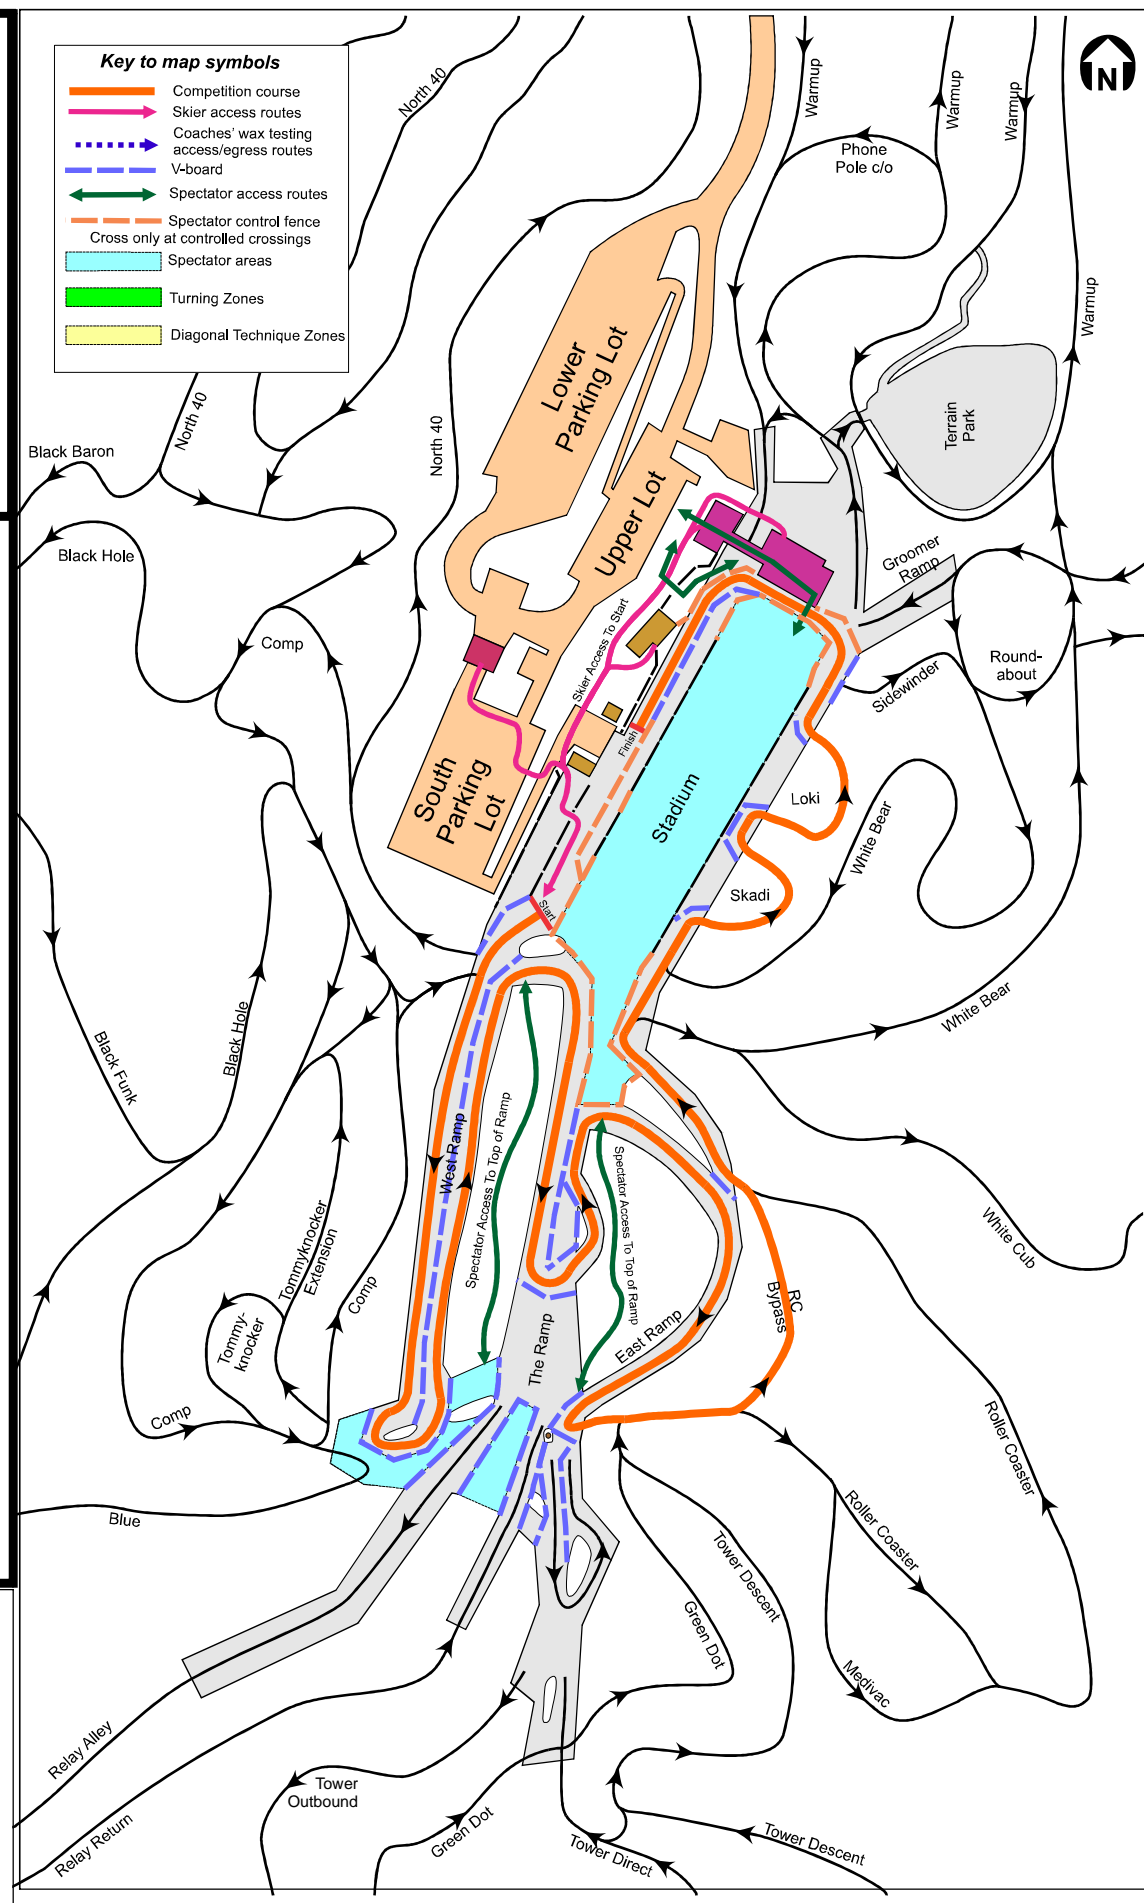 Key to map symbols
Competition course
Skier access routes
Coaches' wax testing
access/egress routes
V-board
Spectator access routes
Spectator control fence
Cross only at controlled crossings
Spectator areas
Turning Zones
Diagonal Technique Zones
N
North 40
Warmup
Warmup
Warmup
Phone
Pole c/o
Warmup
Lower
Parking Lot
North 40
North 40
Terrain
Park
Black Baron
Upper Lot
Black Hole
Groomer
Ramp
Comp
Skier Access To Start
Round-
about
Sidewinder
Finish
South
Parking
Lot
Stadium
Loki
White Bear
Skadi
Start
White Bear
Black Hole
Black Funk
West Ramp
Spectator Access To Top of Ramp
Spectator Access To Top of Ramp
White Cub
Tommyknocker
Extension
Comp
RC
Bypass
Tommy-
knocker
The Ramp
East Ramp
Comp
Roller Coaster
Blue
Roller Coaster
Tower Descent
Green Dot
Medivac
Relay Alley
Tower
Outbound
Relay Return
Green Dot
Tower Direct
Tower Descent